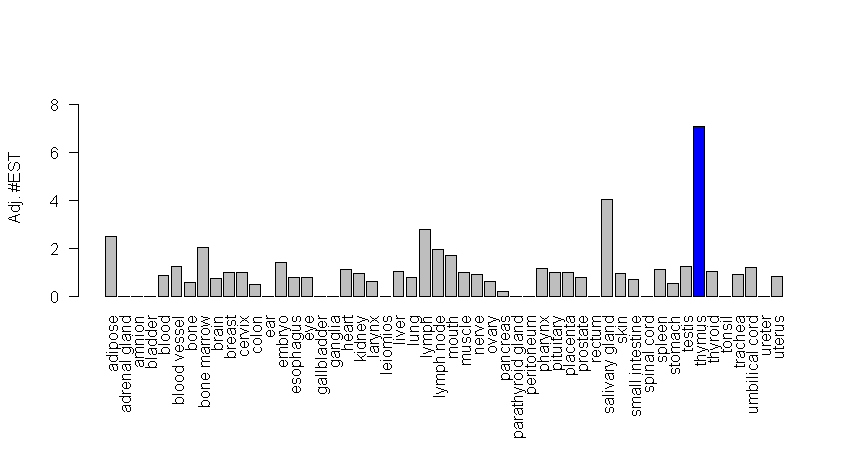 Adj. #EST
8
6
4
2
0
adipose
adrenal gland
amnion
bladder
blood
blood vessel
bone
bone marrow
brain
breast
cervix
colon
ear
embryo
esophagus
eye
gallbladder
ganglia
heart
kidney
larynx
leiomios
liver
lung
lymph
lymph node
mouth
muscle
nerve
ovary
pancreas
parathyroid gland
peritoneum
pharynx
pituitary
placenta
prostate
rectum
salivary gland
skin
small intestine
spinal cord
spleen
stomach
testis
thymus
thyroid
tonsil
trachea
umbilical cord
ureter
uterus